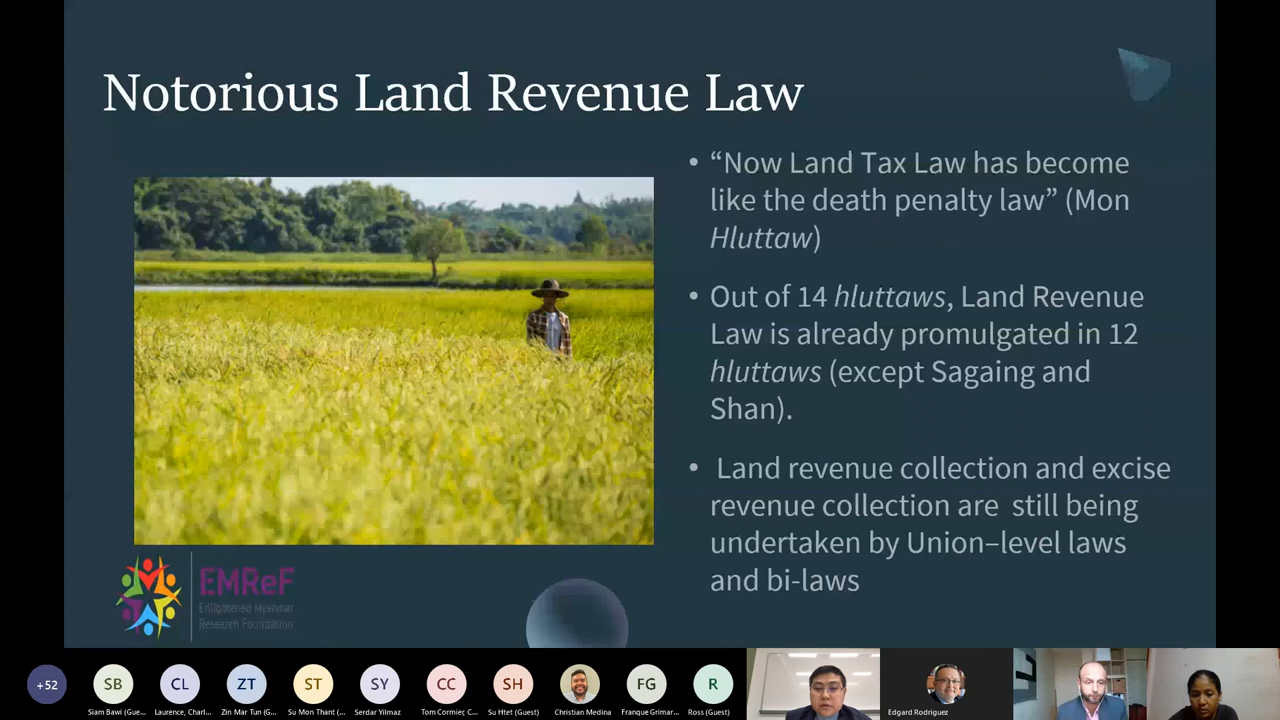 Notorious Land Revenue Law
• “Now Land Tax Law has become
like the death penalty law” (Mon
Hluttaw)
• Out of 14 hluttaws, Land Revenue
Law is already promulgated in 12
hluttaws (except Sagaing and
Shan).
• Land revenue collection and excise
revenue collection are still being
undertaken by Union–level laws
and bi-laws
EMReF
Enlightened Myanmar
Research Foundation
+52
SB
CL
ZT
ST
SY
CC
SH
FG
R
Siam Bawi (Gue...
Laurence, Charl...
Zin Mar Tun (G...
Su Mon Thant (...
Serdar Yilmaz
Tom Cormier, C...
Su Htet (Guest)
Christian Medina
Franque Grimar...
Ross (Guest)
Edgard Rodriguez